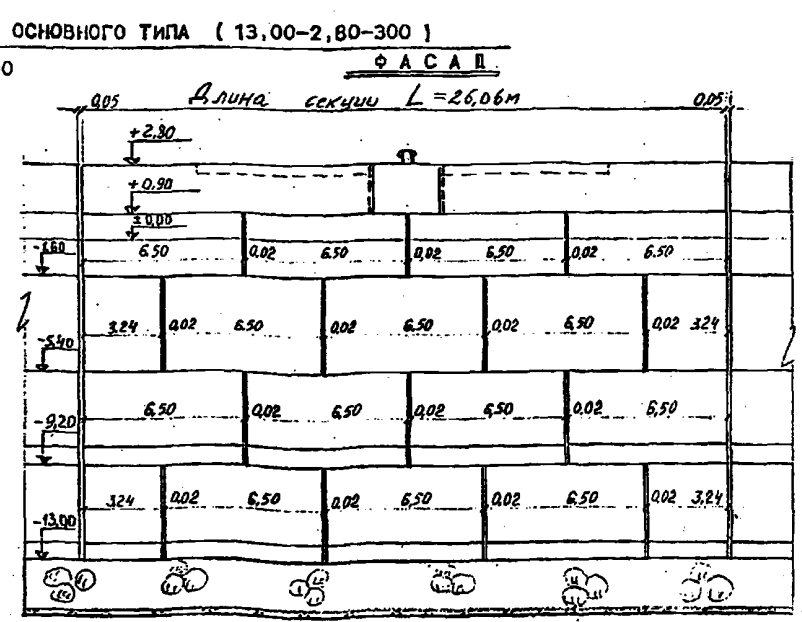 ОСНОВНОГО ТИПА ( 13,00-2,80-300 )
О
ФАСАД
0,05 Длина секции L = 26,06м 0,05
+2,80
+0,90
±0,00
-1,60
6.50 0,02 6.50 0,02 6.50 0,02 6.50
3.24 0,02 6.50 0,02 6.50 0,02 6.50 0,02 3.24
-5,40
6,50 0,02 6,50 0,02 6,50 0,02 6,50
-9,20
3.24 0,02 6,50 0,02 6,50 0,02 6,50 0,02 3,24
-13,00